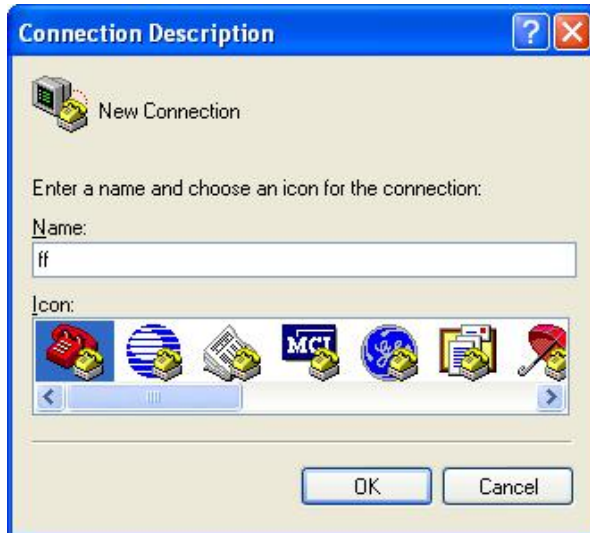 Connection Description
New Connection
Enter a name and choose an icon for the connection:
Name:
ff
Icon:
MCI
OK Cancel